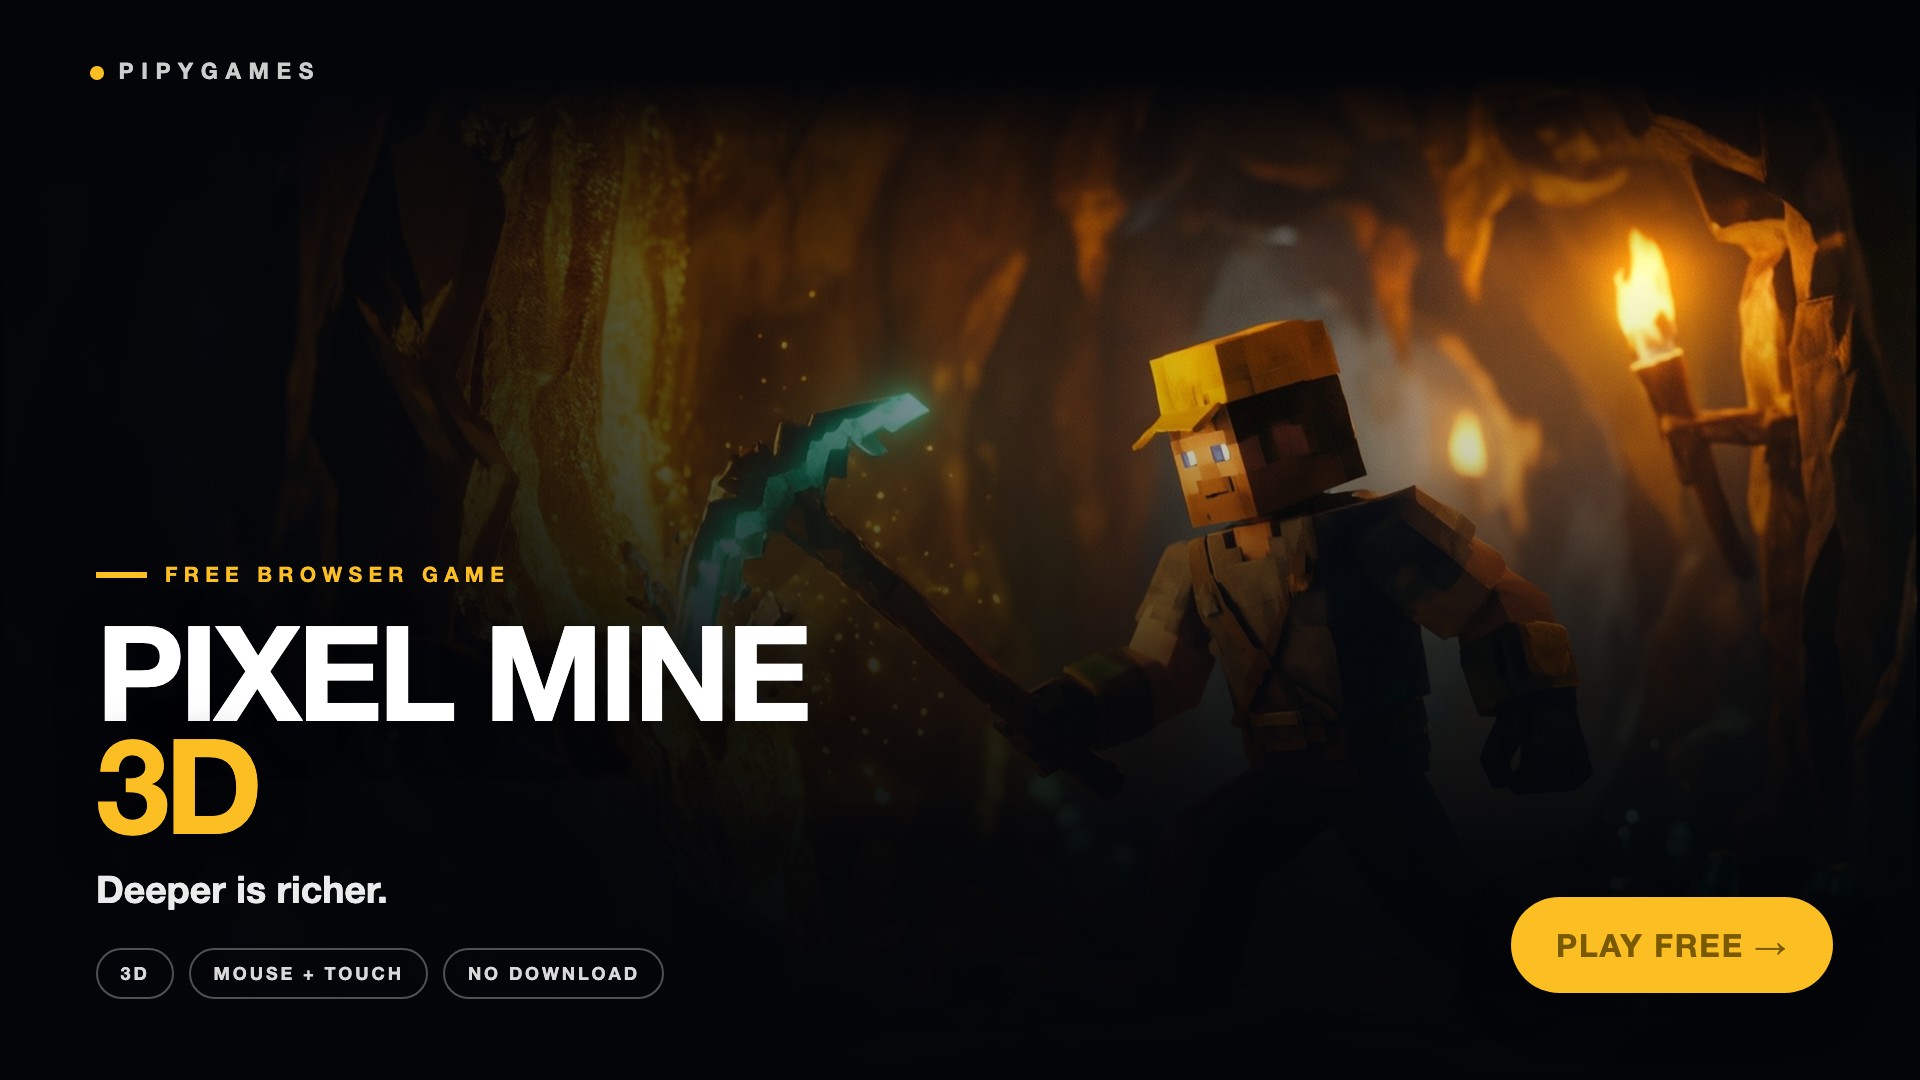 PIPYGAMES
FREE BROWSER GAME
PIXEL MINE
3D
Deeper is richer.
3D
MOUSE + TOUCH
NO DOWNLOAD
PLAY FREE →